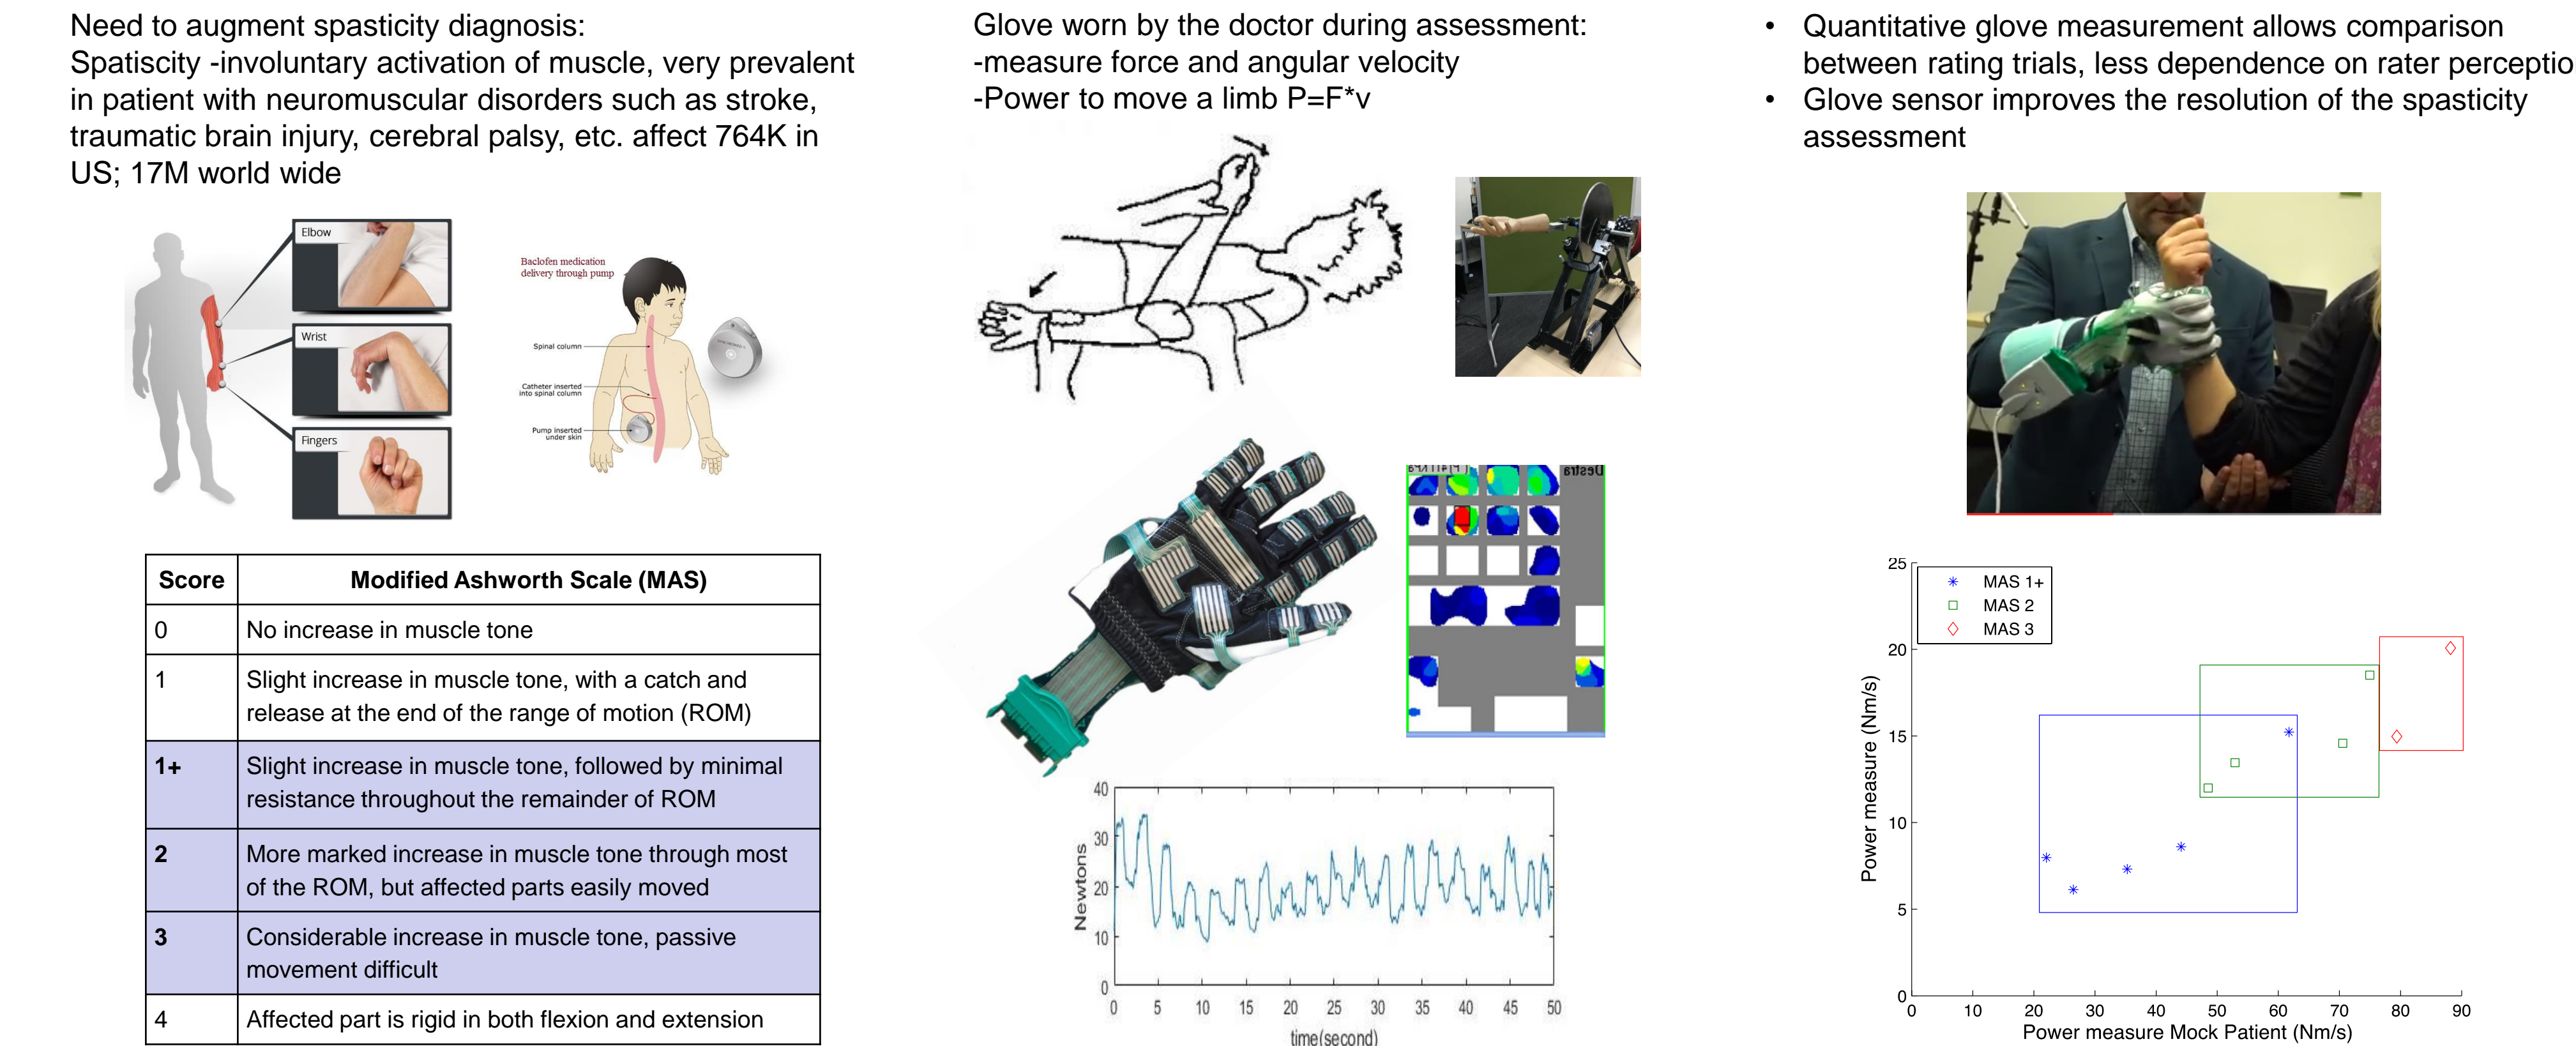 Need to augment spasticity diagnosis:
Spatiscity -involuntary activation of muscle, very prevalent
in patient with neuromuscular disorders such as stroke,
traumatic brain injury, cerebral palsy, etc. affect 764K in
US; 17M world wide
Elbow
Wrist
Fingers
Baclofen medication
delivery through pump
Spinal column
Catheter inserted
into spinal column
Pump inserted
under skin
Score Modified Ashworth Scale (MAS)
0 No increase in muscle tone
1 Slight increase in muscle tone, with a catch and
release at the end of the range of motion (ROM)
1+ Slight increase in muscle tone, followed by minimal
resistance throughout the remainder of ROM
2 More marked increase in muscle tone through most
of the ROM, but affected parts easily moved
3 Considerable increase in muscle tone, passive
movement difficult
4 Affected part is rigid in both flexion and extension
Glove worn by the doctor during assessment:
-measure force and angular velocity
-Power to move a limb P=F*v
Destra
40
30
20
10
0
Newtons
0 5 10 15 20 25 30 35 40 45 50
time(second)
• Quantitative glove measurement allows comparison
between rating trials, less dependence on rater perceptio
• Glove sensor improves the resolution of the spasticity
assessment
MAS 1+
MAS 2
MAS 3
25
20
15
10
5
0
Power measure (Nm/s)
0 10 20 30 40 50 60 70 80 90
Power measure Mock Patient (Nm/s)